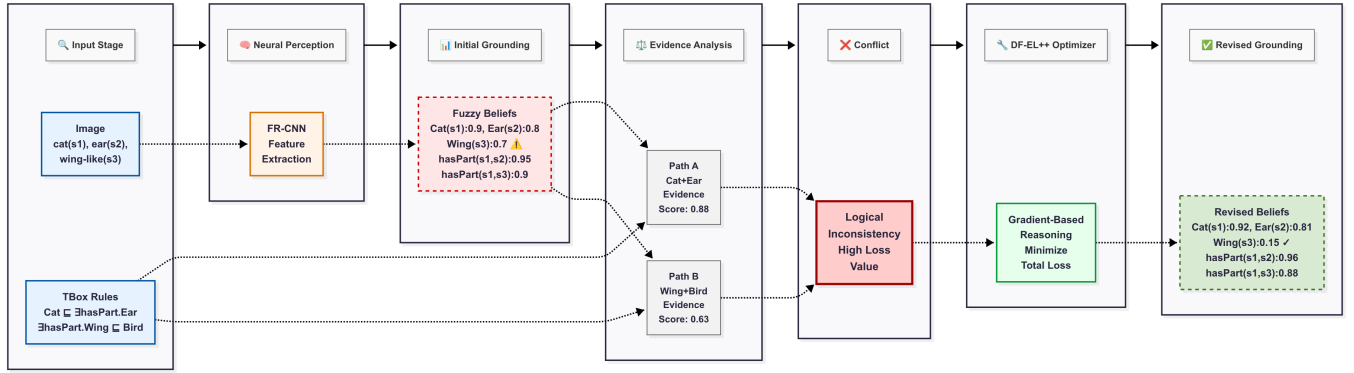 🔍 Input Stage
🧠 Neural Perception
📊 Initial Grounding
⚖️ Evidence Analysis
❌ Conflict
🔧 DF-EL++ Optimizer
✅ Revised Grounding
Image
cat(s1), ear(s2),
wing-like(s3)
FR-CNN
Feature
Extraction
Fuzzy Beliefs
Cat(s1):0.9, Ear(s2):0.8
Wing(s3):0.7 ⚠️
hasPart(s1,s2):0.95
hasPart(s1,s3):0.9
Path A
Cat+Ear
Evidence
Score: 0.88
Logical
Inconsistency
High Loss
Value
Gradient-Based
Reasoning
Minimize
Total Loss
Revised Beliefs
Cat(s1):0.92, Ear(s2):0.81
Wing(s3):0.15 ✓
hasPart(s1,s2):0.96
hasPart(s1,s3):0.88
TBox Rules
Cat ⊑ ∃hasPart.Ear
∃hasPart.Wing ⊑ Bird
Path B
Wing+Bird
Evidence
Score: 0.63